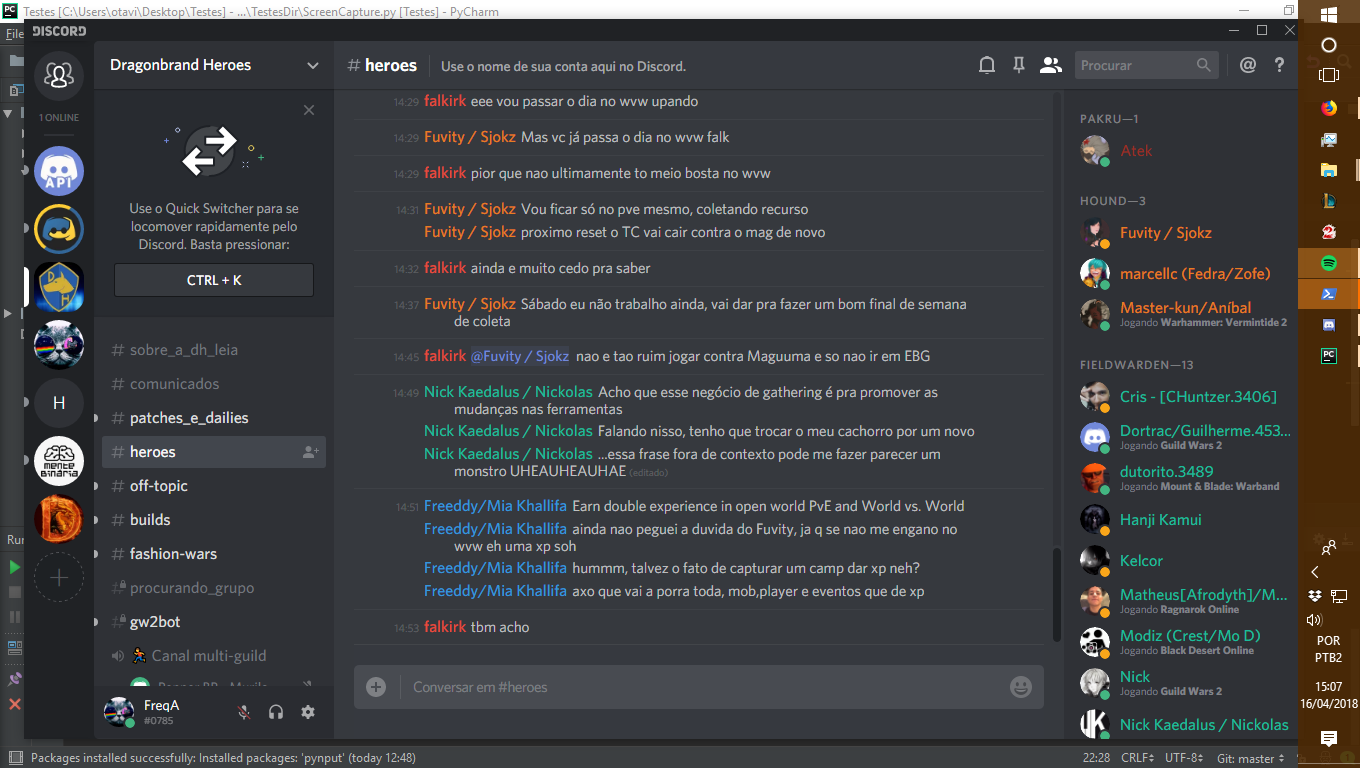 Testes [C:\Users\otavi\Desktop\Testes] - ...\TestesDir\ScreenCapture.py [Testes] - PyCharm
File
DISCORD
1 ONLINE
API
DH
H
MENTE
BINÁRIA
Run
Dragonbrand Heroes
Use o Quick Switcher para se
locomover rapidamente pelo
Discord. Basta pressionar:
CTRL + K
# sobre_a_dh_leia
# comunicados
# patches_e_dailies
# heroes
# off-topic
# builds
# fashion-wars
# procurando_grupo
# gw2bot
Canal multi-guild
FreqA
#0785
# heroes
Use o nome de sua conta aqui no Discord.
Procurar
14:29 falkirk eee vou passar o dia no wvw upando
14:29 Fuvity / Sjokz Mas vc já passa o dia no wvw falk
14:29 falkirk pior que nao ultimamente to meio bosta no wvw
14:31 Fuvity / Sjokz Vou ficar só no pve mesmo, coletando recurso
Fuvity / Sjokz proximo reset o TC vai cair contra o mag de novo
14:32 falkirk ainda e muito cedo pra saber
14:37 Fuvity / Sjokz Sábado eu não trabalho ainda, vai dar pra fazer um bom final de semana
de coleta
14:45 falkirk @Fuvity / Sjokz nao e tao ruim jogar contra Maguuma e so nao ir em EBG
14:49 Nick Kaedalus / Nickolas Acho que esse negócio de gathering é pra promover as
mudanças nas ferramentas
Nick Kaedalus / Nickolas Falando nisso, tenho que trocar o meu cachorro por um novo
Nick Kaedalus / Nickolas ...essa frase fora de contexto pode me fazer parecer um
monstro UHEAUHEAUHAE (editado)
14:51 Freeddy/Mia Khallifa Earn double experience in open world PvE and World vs. World
Freeddy/Mia Khallifa ainda nao peguei a duvida do Fuvity, ja q se nao me engano no
wvw eh uma xp soh
Freeddy/Mia Khallifa hummm, talvez o fato de capturar um camp dar xp neh?
Freeddy/Mia Khallifa axo que vai a porra toda, mob,player e eventos que de xp
14:53 falkirk tbm acho
Conversar em #heroes
PAKRU—1
Atek
HOUND—3
Fuvity / Sjokz
marcellc (Fedra/Zofe)
Master-kun/Aníbal
Jogando Warhammer: Vermintide 2
FIELDWARDEN—13
Cris - [CHuntzer.3406]
Dortrac/Guilherme.453...
Jogando Guild Wars 2
dutorito.3489
Jogando Mount & Blade: Warband
Hanji Kamui
Kelcor
Matheus[Afrodyth]/M...
Jogando Ragnarok Online
Modiz (Crest/Mo D)
Jogando Black Desert Online
Nick
Jogando Guild Wars 2
Nick Kaedalus / Nickolas
POR
PTB2
15:07
16/04/2018
Packages installed successfully: Installed packages: 'pynput' (today 12:48)
22:28 CRLF UTF-8 Git: master